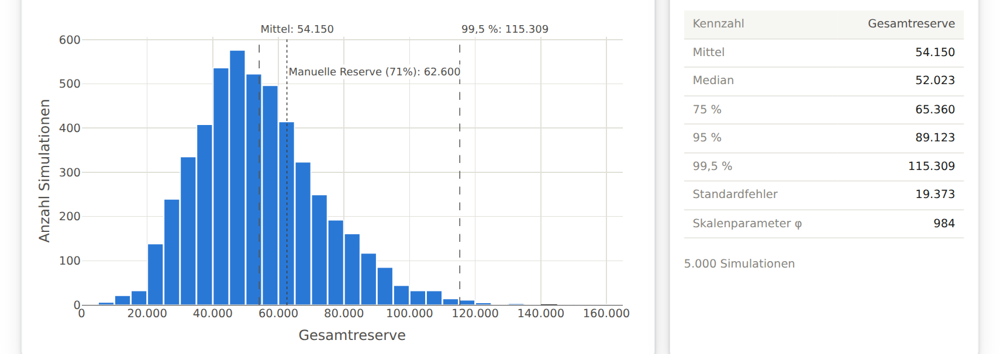 Mittel: 54.150
99,5 %: 115.309
Manuelle Reserve (71%): 62.600
600
500
400
300
200
100
0
Anzahl Simulationen
0 20.000 40.000 60.000 80.000 100.000 120.000 140.000 160.000
Gesamtreserve
Kennzahl Gesamtreserve
Mittel 54.150
Median 52.023
75 % 65.360
95 % 89.123
99,5 % 115.309
Standardfehler 19.373
Skalenparameter φ 984
5.000 Simulationen